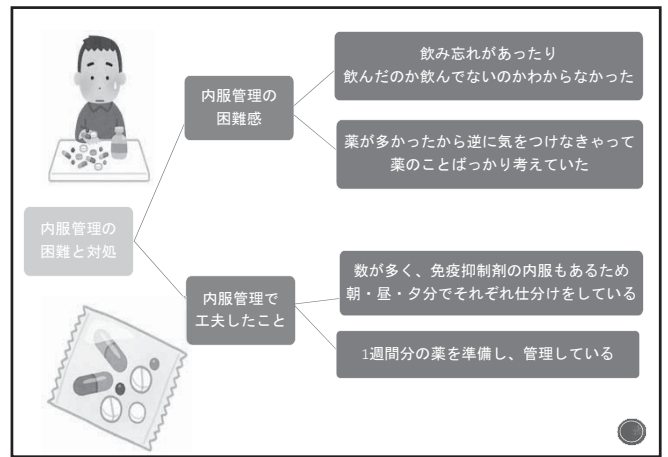 内服管理の
困難と対処
内服管理の
困難感
飲み忘れがあったり
飲んだのか飲んでないのかわからなかった
薬が多かったから逆に気をつけなきゃって
薬のことばっかり考えていた
内服管理で
工夫したこと
数が多く、免疫抑制剤の内服もあるため
朝・昼・夕分でそれぞれ仕分けをしている
1週間分の薬を準備し、管理している